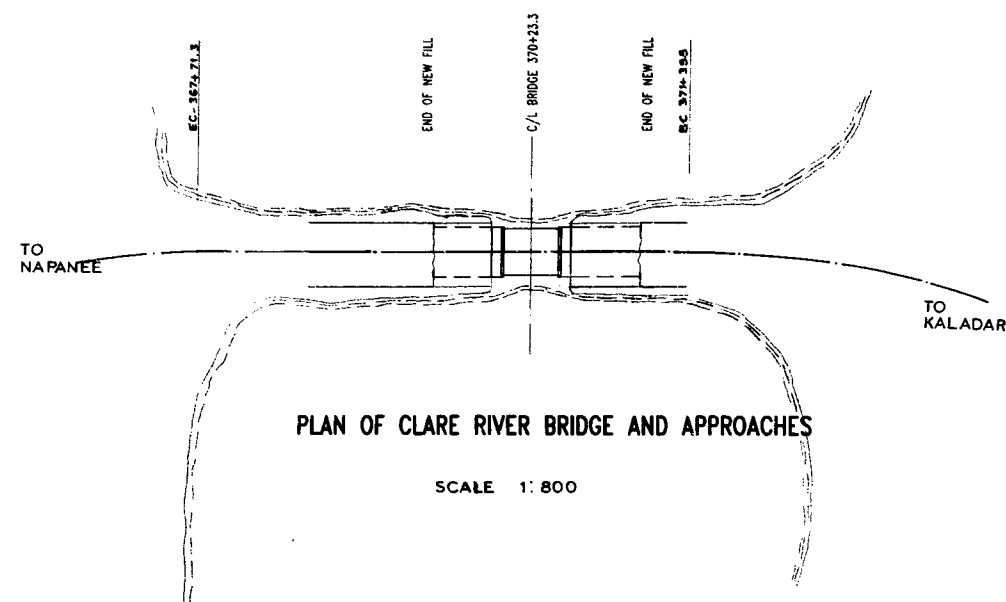 EC-367+71.3
END OF NEW FILL
C/L BRIDGE 370+23.3
END OF NEW FILL
BC 371+35.5
TO
NAPANEE
TO
KALADAR
PLAN OF CLARE RIVER BRIDGE AND APPROACHES
SCALE 1:800